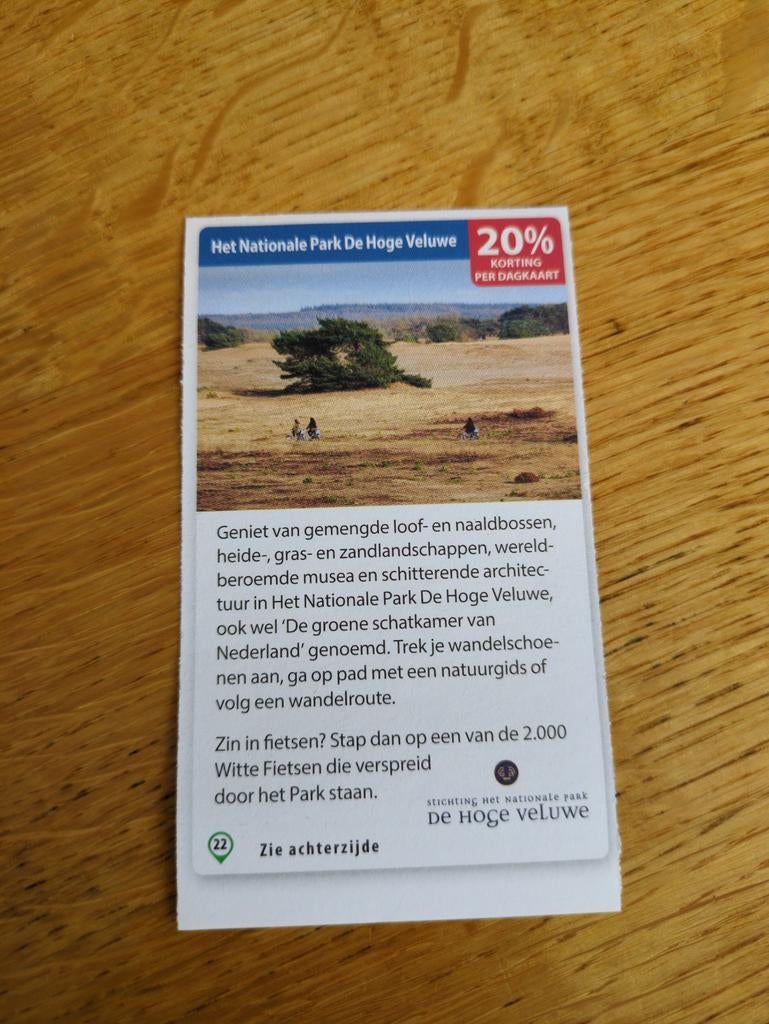 Het Nationale Park De Hoge Veluwe
20%
KORTING
PER DAGKAART
Geniet van gemengde loof- en naaldbossen,
heide-, gras- en zandlandschappen, wereld-
beroemde musea en schitterende architec-
tuur in Het Nationale Park De Hoge Veluwe,
ook wel ‘De groene schatkamer van
Nederland’ genoemd. Trek je wandelschoe-
nen aan, ga op pad met een natuurgids of
volg een wandelroute.
Zin in fietsen? Stap dan op een van de 2.000
Witte Fietsen die verspreid
door het Park staan.
STICHTING HET NATIONALE PARK
DE HOGE VELUWE
22
Zie achterzijde